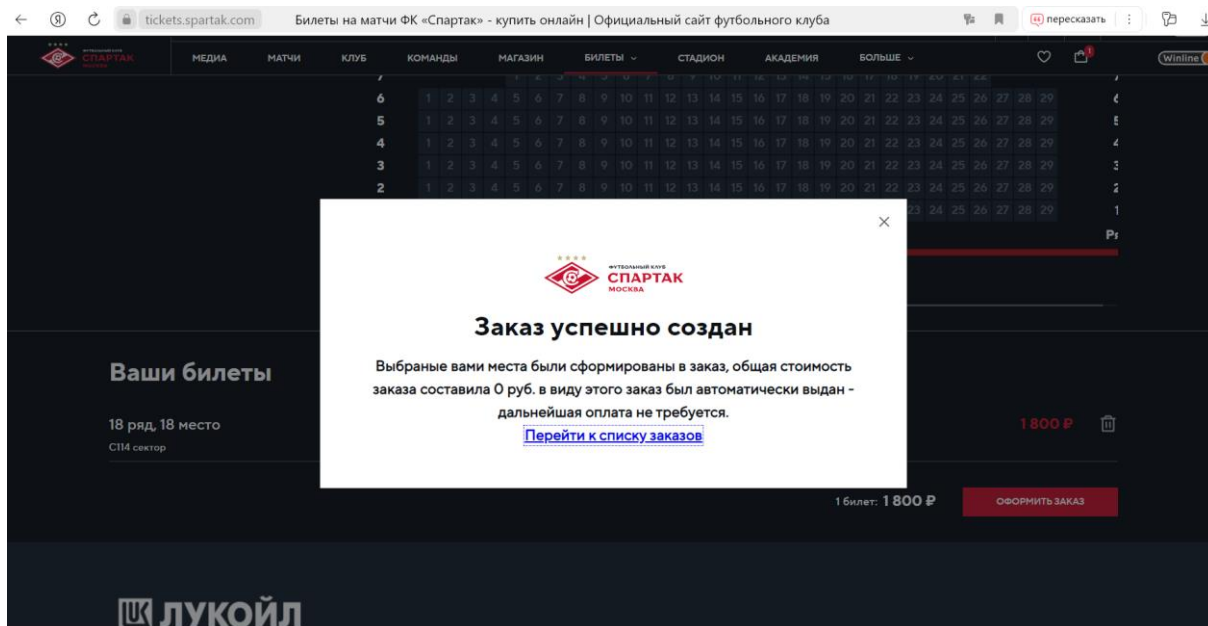 tickets.spartak.com Билеты на матчи ФК «Спартак» - купить онлайн | Официальный сайт футбольного клуба пересказать
СПАРТАК МЕДИА МАТЧИ КЛУБ КОМАНДЫ МАГАЗИН БИЛЕТЫ СТАДИОН АКАДЕМИЯ БОЛЬШЕ 1 Winline
6 1 2 3 4 5 6 7 8 9 10 11 12 13 14 15 16 17 18 19 20 21 22 23 24 25 26 27 28 29
5 1 2 3 4 5 6 7 8 9 10 11 12 13 14 15 16 17 18 19 20 21 22 23 24 25 26 27 28 29
4 1 2 3 4 5 6 7 8 9 10 11 12 13 14 15 16 17 18 19 20 21 22 23 24 25 26 27 28 29
3 1 2 3 4 5 6 7 8 9 10 11 12 13 14 15 16 17 18 19 20 21 22 23 24 25 26 27 28 29
2 1 2 3 4 5 6 7 8 9 10 11 12 13 14 15 16 17 18 19 20 21 22 23 24 25 26 27 28 29
23 24 25 26 27 28 29 1
ФУТБОЛЬНЫЙ КЛУБ
СПАРТАК
МОСКВА
Заказ успешно создан
Выбраные вами места были сформированы в заказ, общая стоимость
заказа составила 0 руб. в виду этого заказ был автоматически выдан -
дальнейшая оплата не требуется.
Перейти к списку заказов
Ваши билеты
18 ряд, 18 место 1 800 ₽
C114 сектор
1 билет: 1 800 ₽ ОФОРМИТЬ ЗАКАЗ
ЛУКОЙЛ